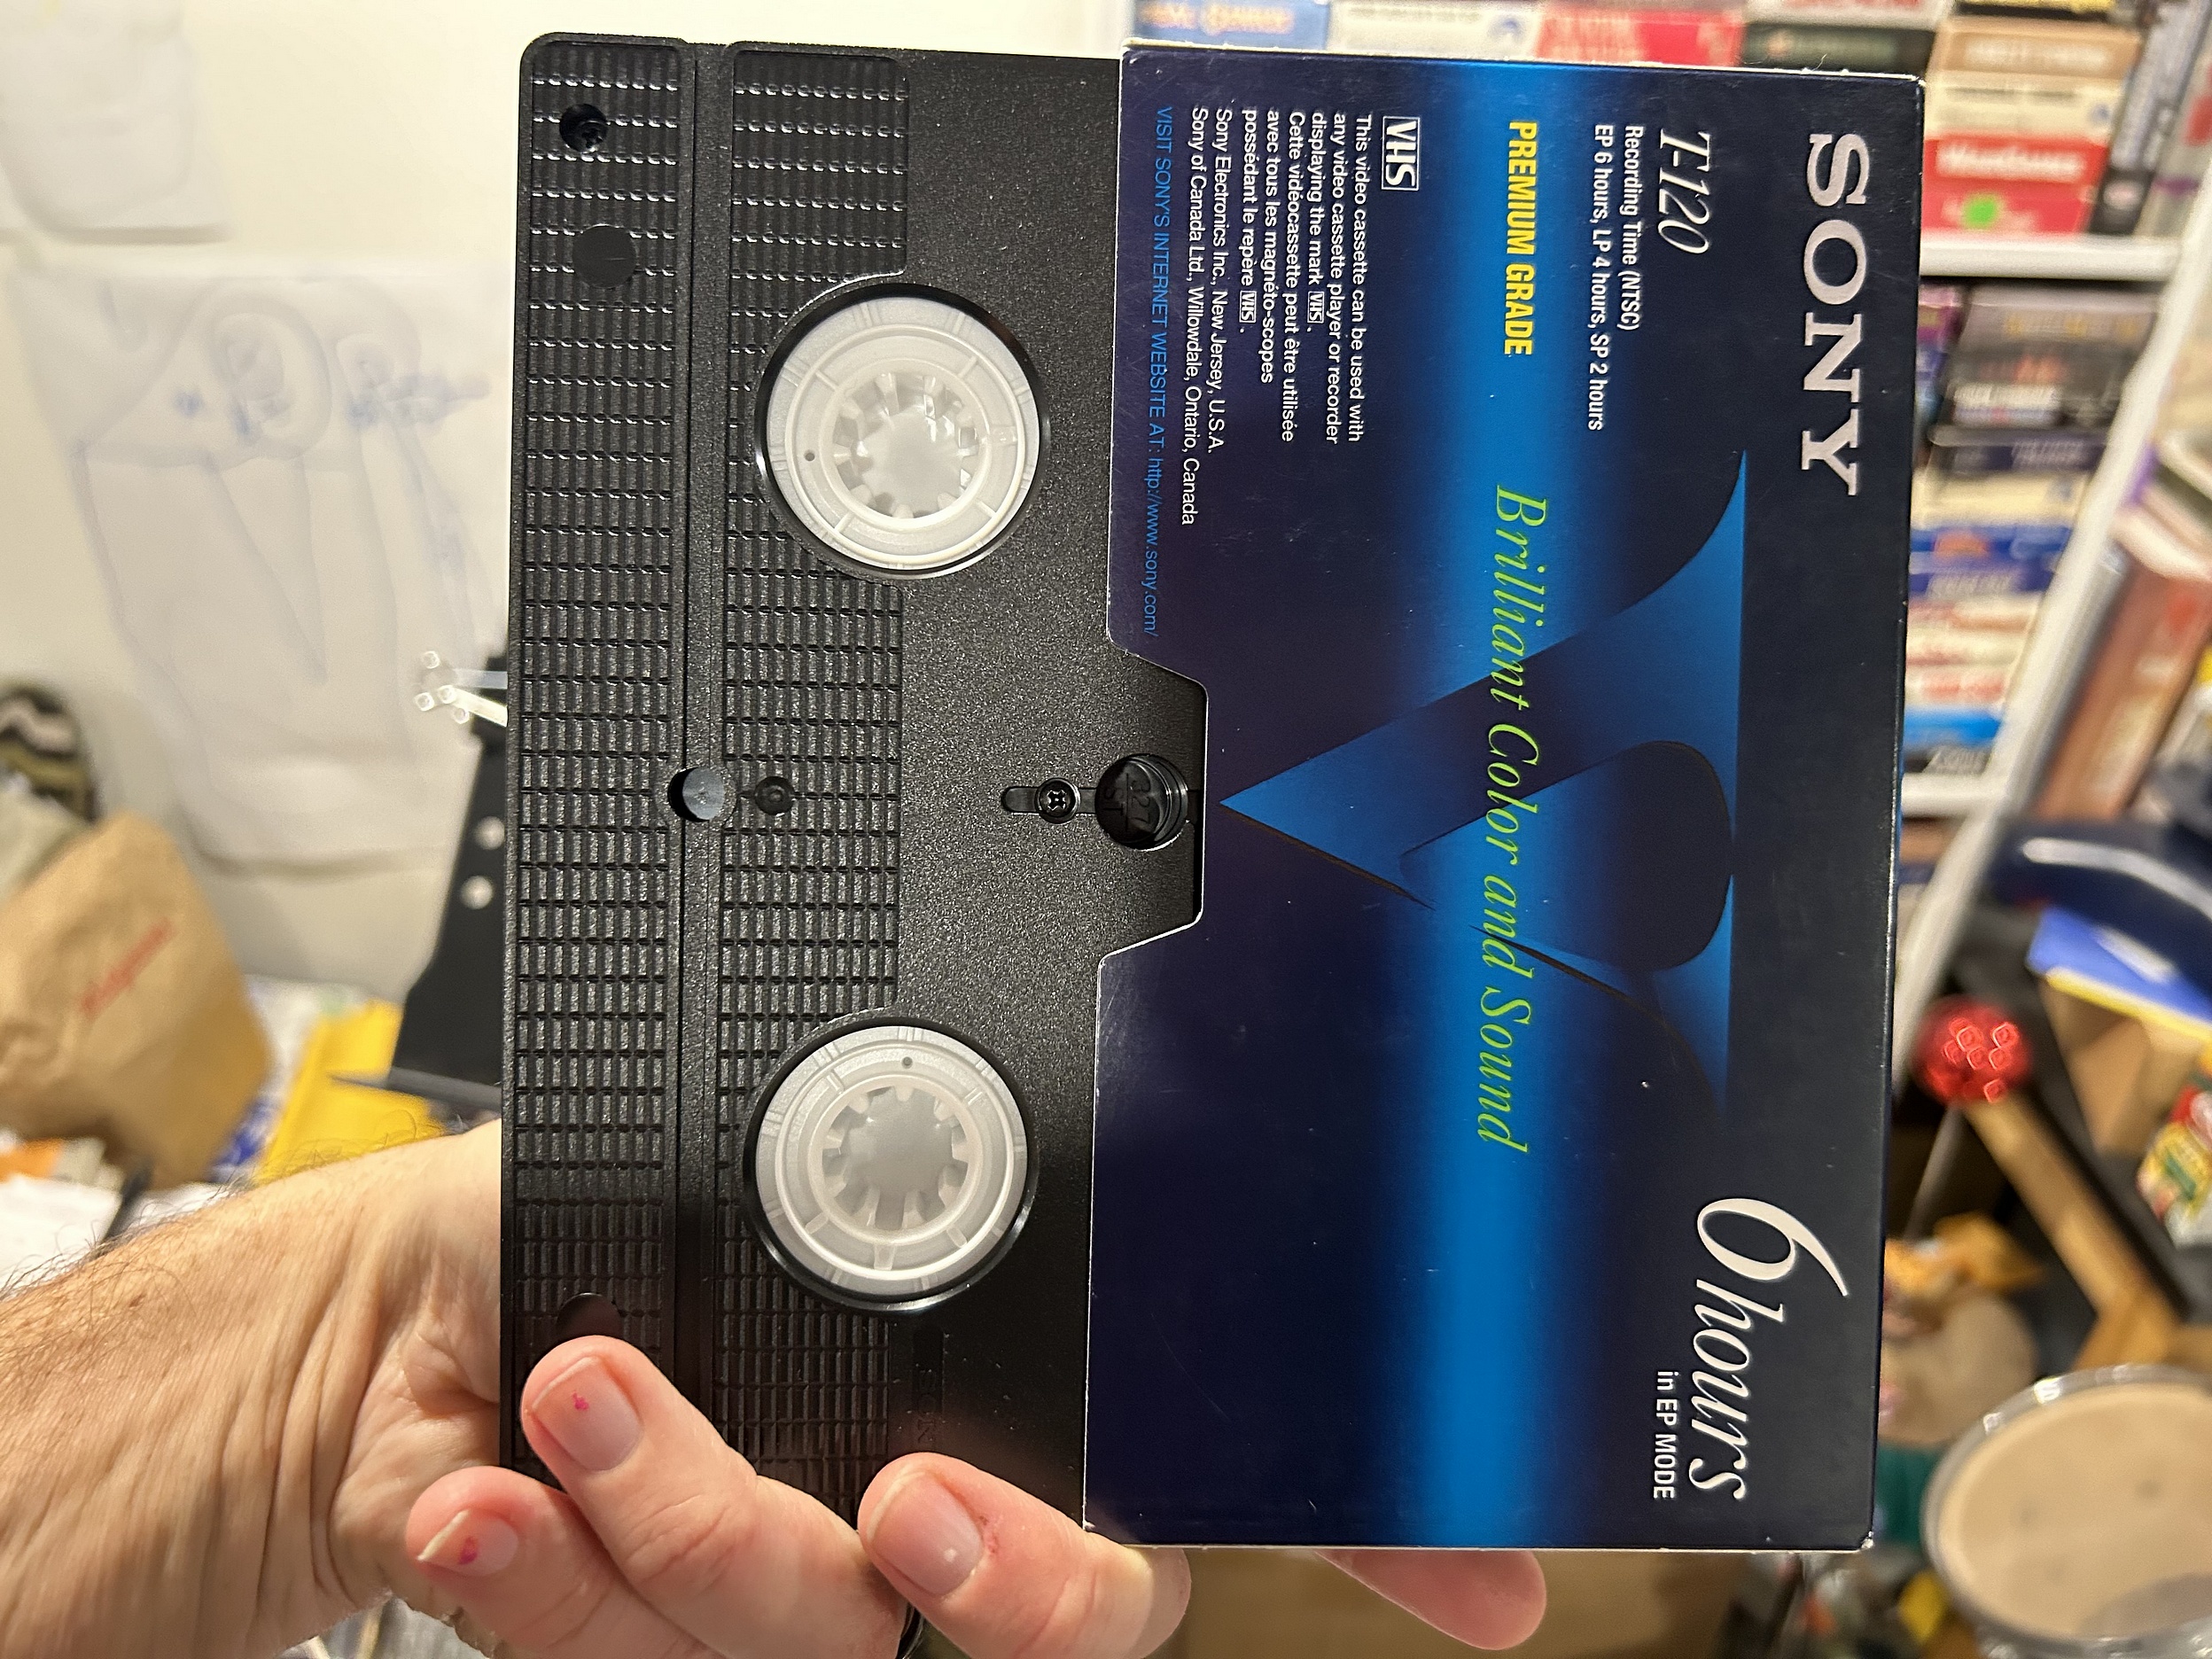 SONY
6 hours
in EP MODE
T-120
Recording Time (NTSC)
EP 6 hours, LP 4 hours, SP 2 hours
PREMIUM GRADE
Brilliant Color and Sound
VHS
This video cassette can be used with
any video cassette player or recorder
displaying the mark VHS.
Cette vidéocassette peut être utilisée
avec tous les magnéto-scopes
possédant le repère VHS.
Sony Electronics Inc., New Jersey, U.S.A.
Sony of Canada Ltd., Willowdale, Ontario, Canada
VISIT SONY'S INTERNET WEBSITE AT: http://www.sony.com/